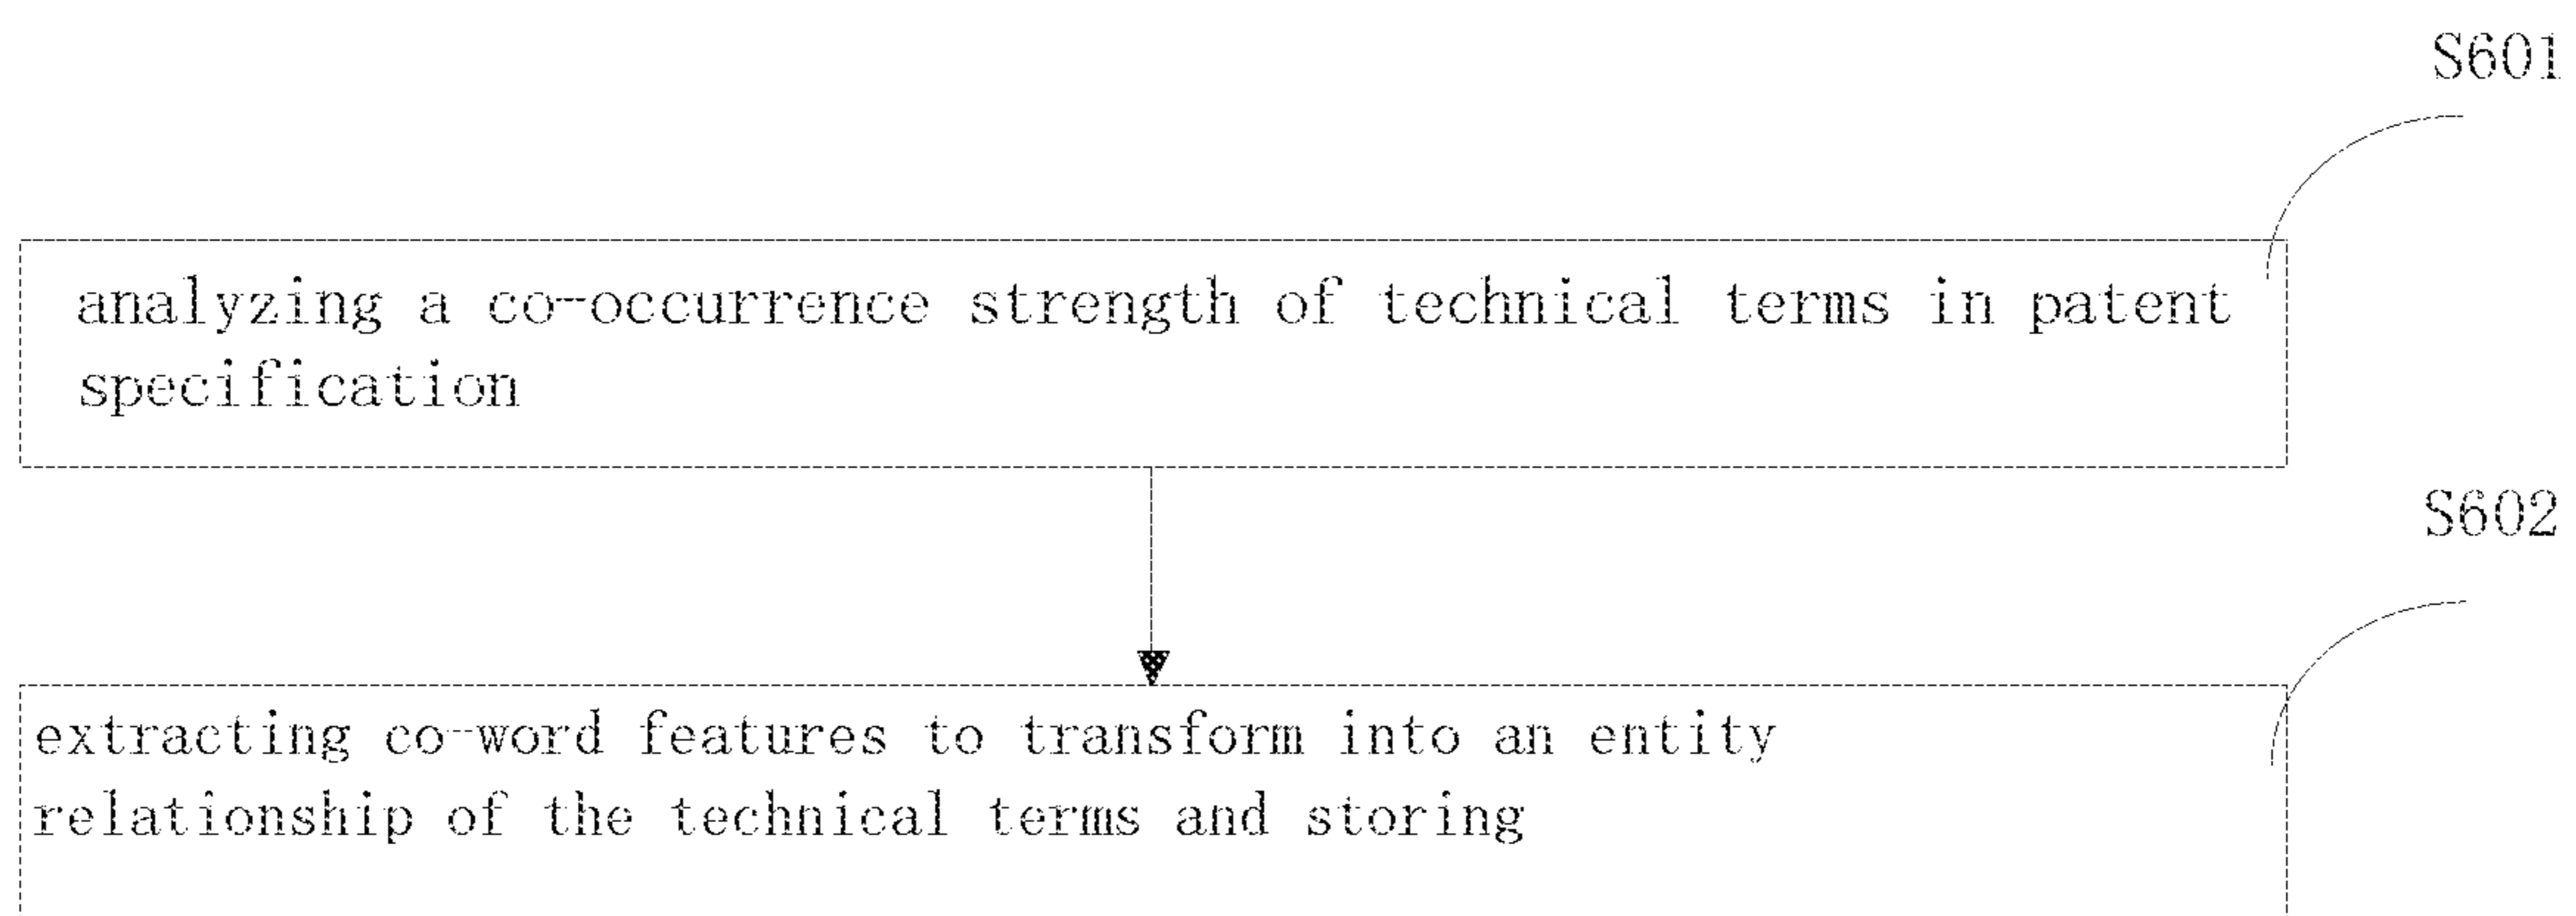 S601
analyzing a co-occurrence strength of technical terms in patent
specification
S602
extracting co-word features to transform into an entity
relationship of the technical terms and storing